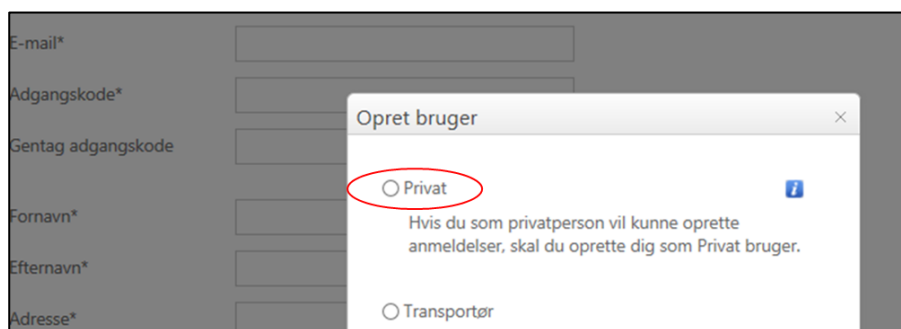 E-mail*
Adgangskode*
Gentag adgangskode
Fornavn*
Efternavn*
Adresse*
Opret bruger
Privat
Hvis du som privatperson vil kunne oprette
anmeldelser, skal du oprette dig som Privat bruger.
Transportør